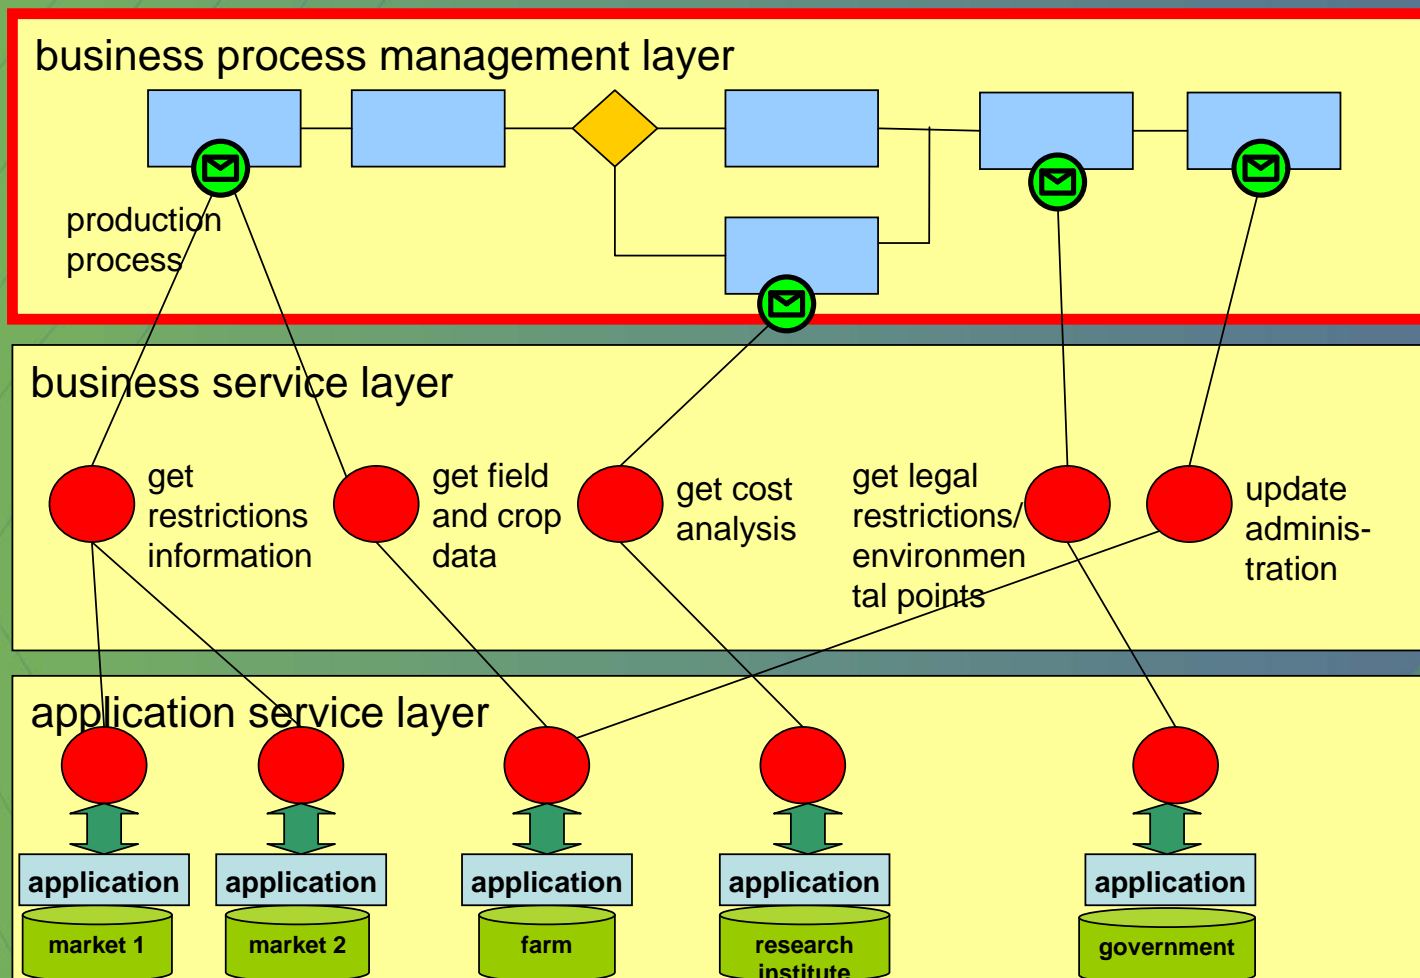 business process management layer
production
process
business service layer
get
restrictions
information
get field
and crop
data
get cost
analysis
get legal
restrictions/
environmen
tal points
update
adminis-
tration
application service layer
application
application
application
application
application
market 1
market 2
farm
research
institute
government